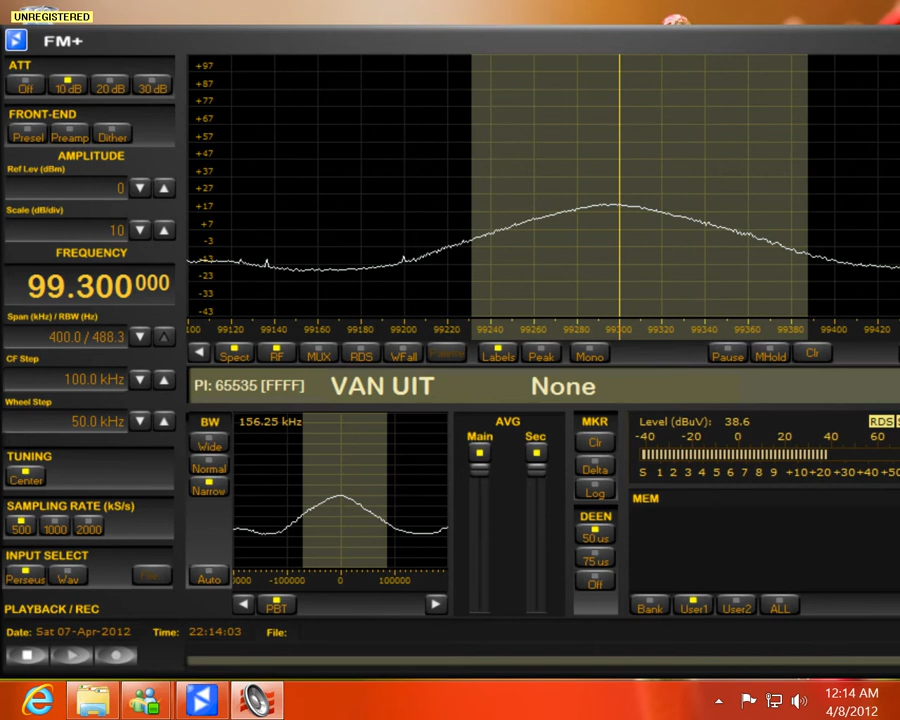 UNREGISTERED
FM+
ATT
Off 10 dB 20 dB 30 dB
FRONT-END
Presel Preamp Dither
AMPLITUDE
Ref Lev (dBm)
0
Scale (dB/div)
10
FREQUENCY
99.300000
Span (kHz) / RBW (Hz)
400.0 / 488.3
CF Step
100.0 kHz
Wheel Step
50.0 kHz
TUNING
Center
SAMPLING RATE (kS/s)
500 1000 2000
INPUT SELECT
Perseus Wav
PLAYBACK / REC
Date: Sat 07-Apr-2012 Time: 22:14:03 File:
+97
+87
+77
+67
+57
+47
+37
+27
+17
+7
-3
-13
-23
-33
-43
100 99120 99140 99160 99180 99200 99220 99240 99260 99280 99300 99320 99340 99360 99380 99400 99420
Spect RF MUX RDS WFall Labels Peak Mono Pause MHold Clr
PI: 65535 [FFFF] VAN UIT None
BW
Wide
Normal
Narrow
Auto
156.25 kHz
0000 -100000 0 100000
PBT
AVG
Main Sec
MKR
Clr
Delta
Log
DEEN
50 us
75 us
Off
Level (dBuV): 38.6 RDS S
-40 -20 0 20 40 60
S 1 2 3 4 5 6 7 8 9 +10+20+30+40+50
MEM
Bank User1 User2 ALL
12:14 AM
4/8/2012